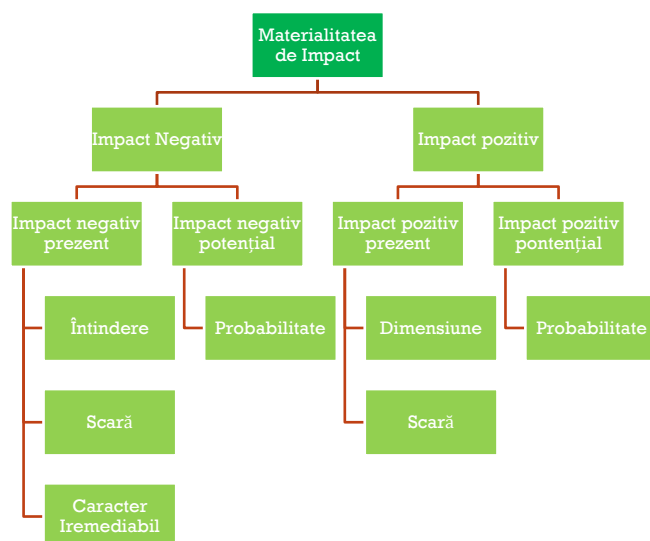 Materialitatea
de Impact
Impact Negativ
Impact pozitiv
Impact negativ
prezent
Impact negativ
potențial
Impact pozitiv
prezent
Impact pozitiv
pontențial
Întindere
Probabilitate
Dimensiune
Probabilitate
Scară
Scară
Caracter
Iremediabil